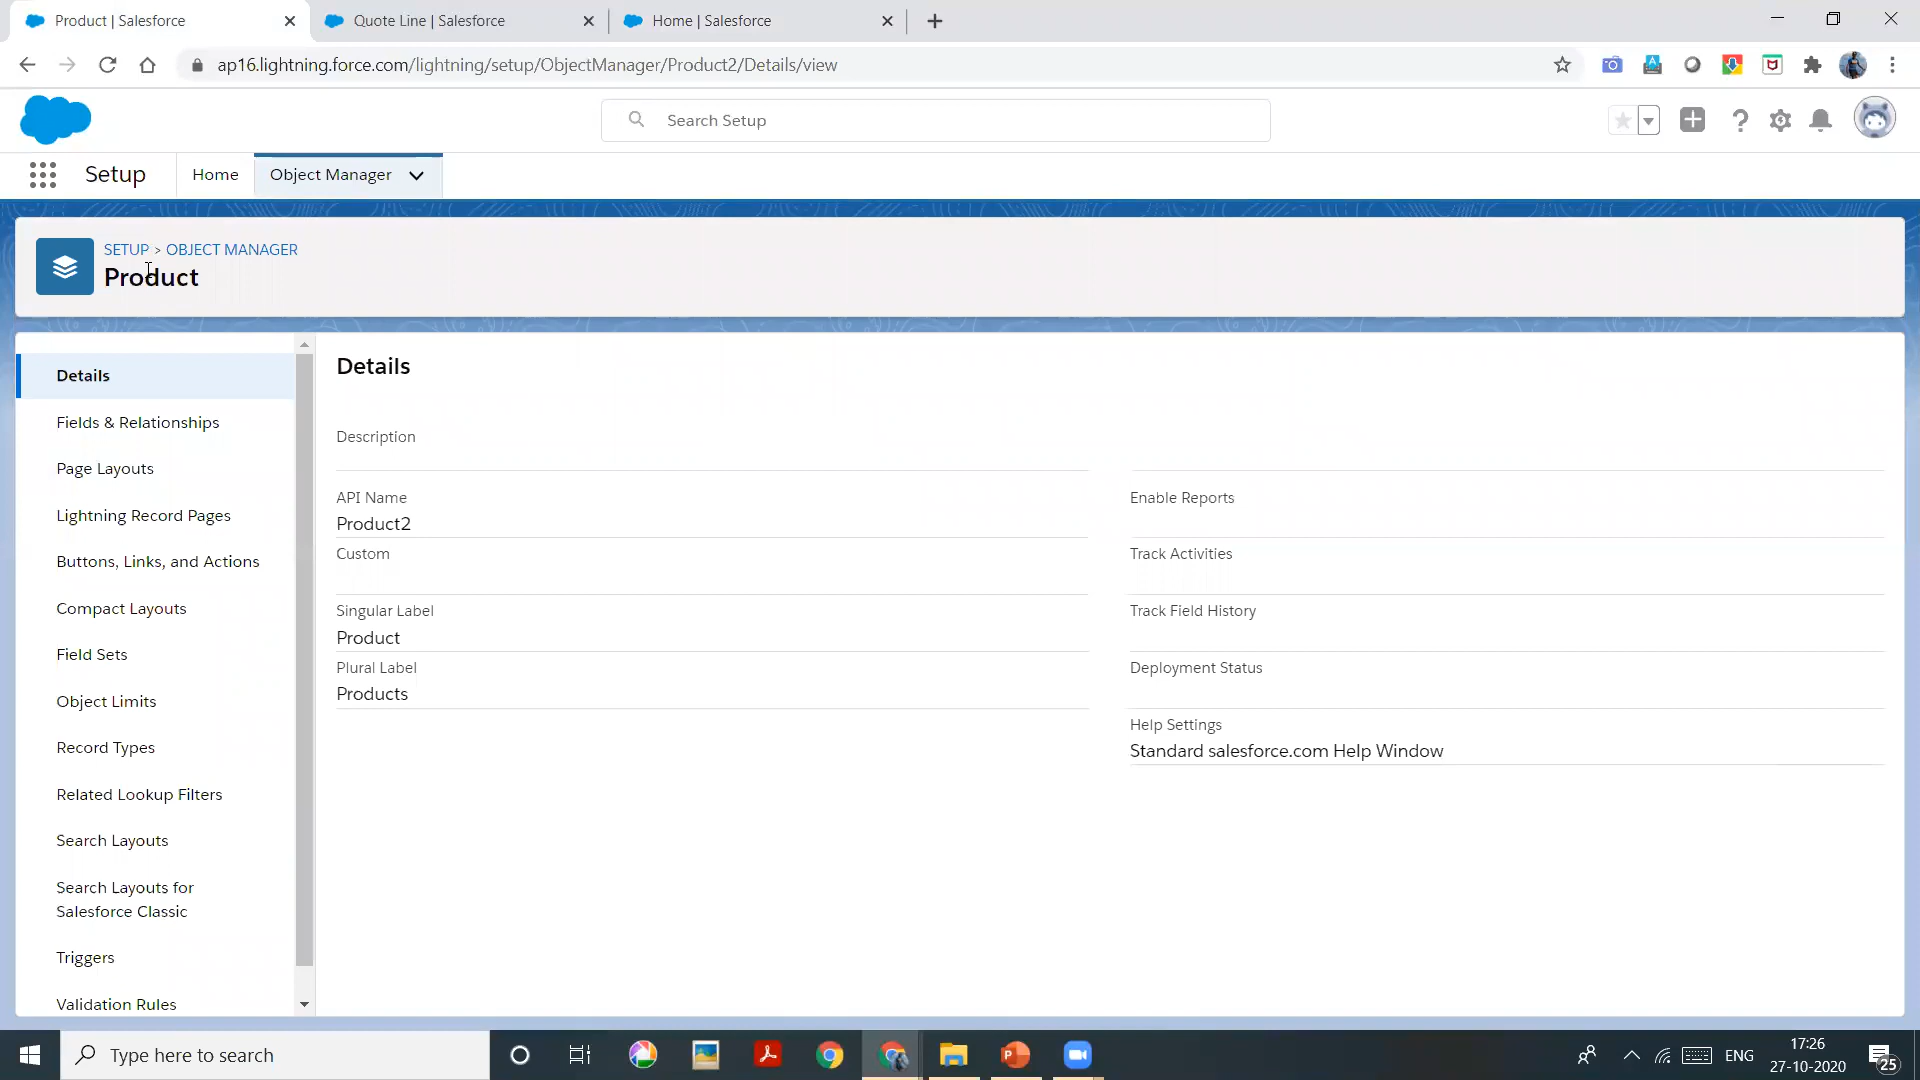 Product | Salesforce
Quote Line | Salesforce
Home | Salesforce
ap16.lightning.force.com/lightning/setup/ObjectManager/Product2/Details/view
Search Setup
Setup
Home
Object Manager
SETUP > OBJECT MANAGER
Product
Details
Fields & Relationships
Page Layouts
Lightning Record Pages
Buttons, Links, and Actions
Compact Layouts
Field Sets
Object Limits
Record Types
Related Lookup Filters
Search Layouts
Search Layouts for
Salesforce Classic
Triggers
Validation Rules
Details
Description
API Name
Product2
Custom
Singular Label
Product
Plural Label
Products
Enable Reports
Track Activities
Track Field History
Deployment Status
Help Settings
Standard salesforce.com Help Window
Type here to search
ENG
17:26
27-10-2020
25